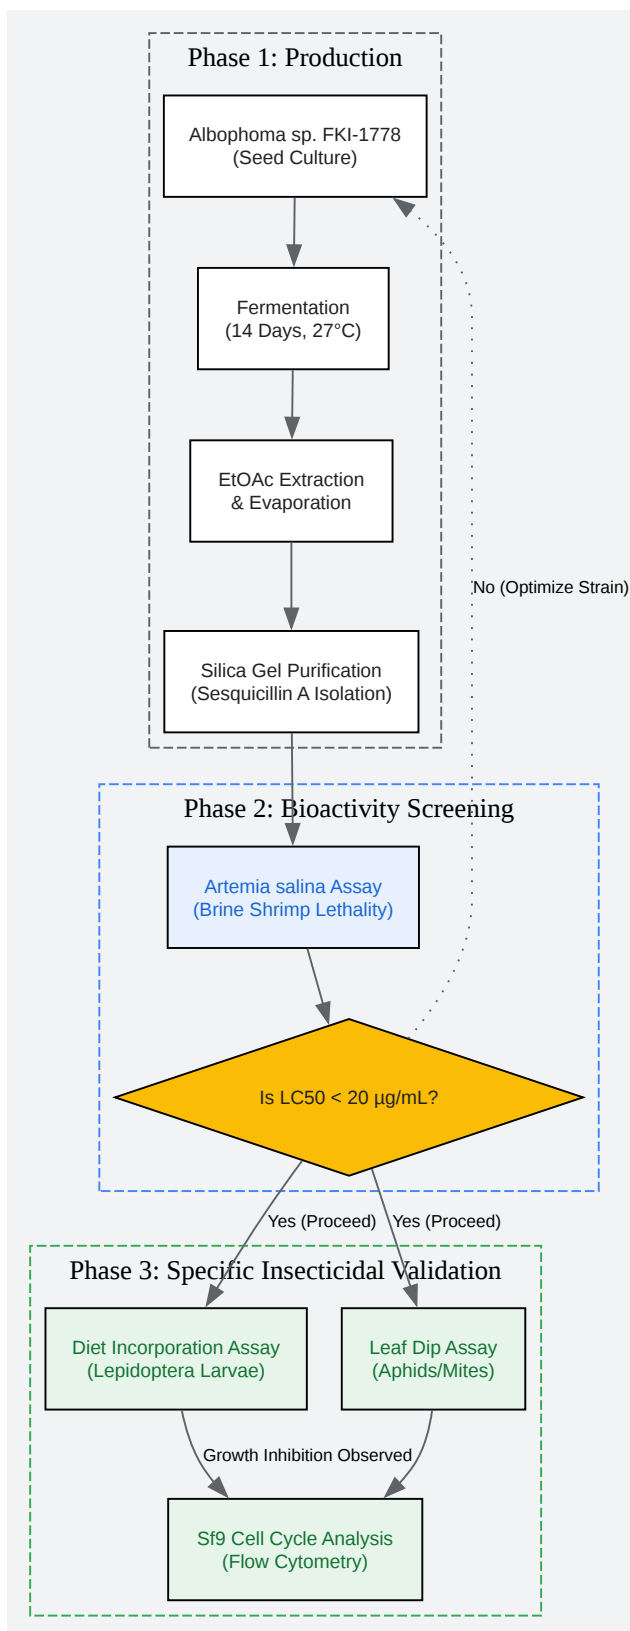 Phase 1: Production
Albophoma sp. FKI-1778
(Seed Culture)
Fermentation
(14 Days, 27°C)
EtOAc Extraction
& Evaporation
No (Optimize Strain)
Silica Gel Purification
(Sesquicillin A Isolation)
Phase 2: Bioactivity Screening
Artemia salina Assay
(Brine Shrimp Lethality)
Is LC50 < 20 µg/mL?
Yes (Proceed)
Yes (Proceed)
Phase 3: Specific Insecticidal Validation
Diet Incorporation Assay
(Lepidoptera Larvae)
Leaf Dip Assay
(Aphids/Mites)
Growth Inhibition Observed
Sf9 Cell Cycle Analysis
(Flow Cytometry)